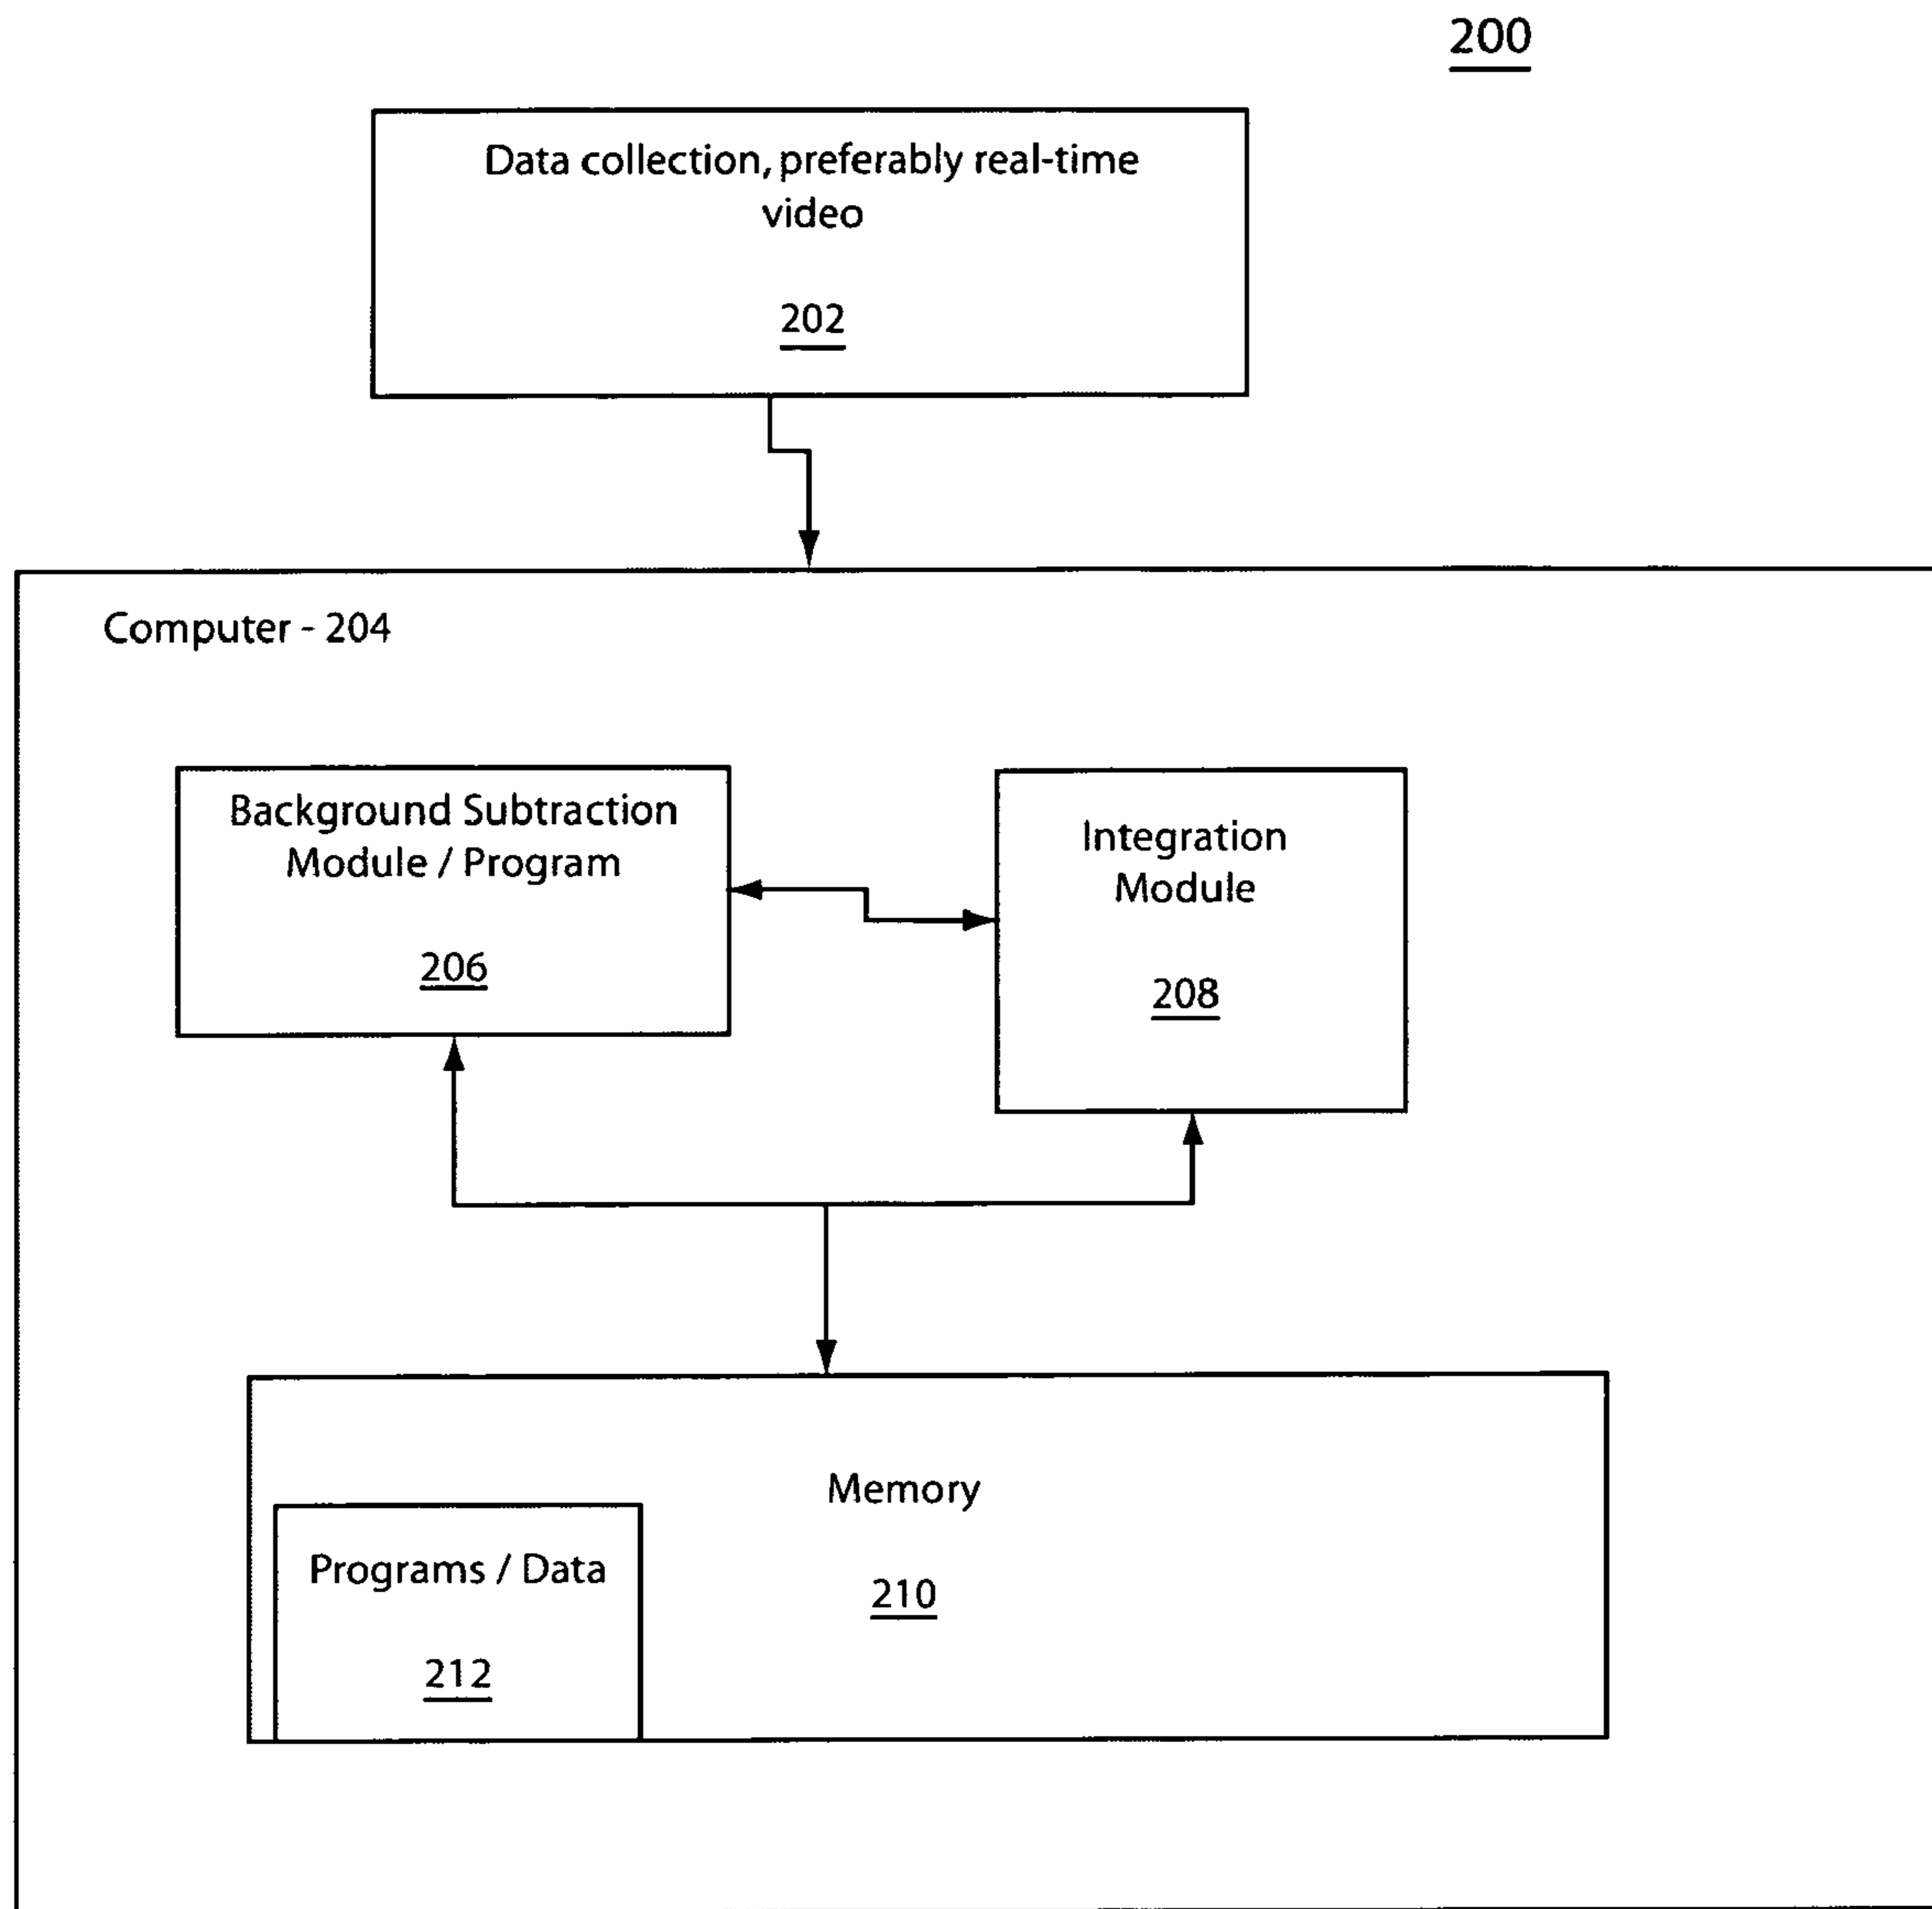 200
Data collection, preferably real-time
video
202
Computer - 204
Background Subtraction
Module / Program
206
Integration
Module
208
Memory
210
Programs / Data
212